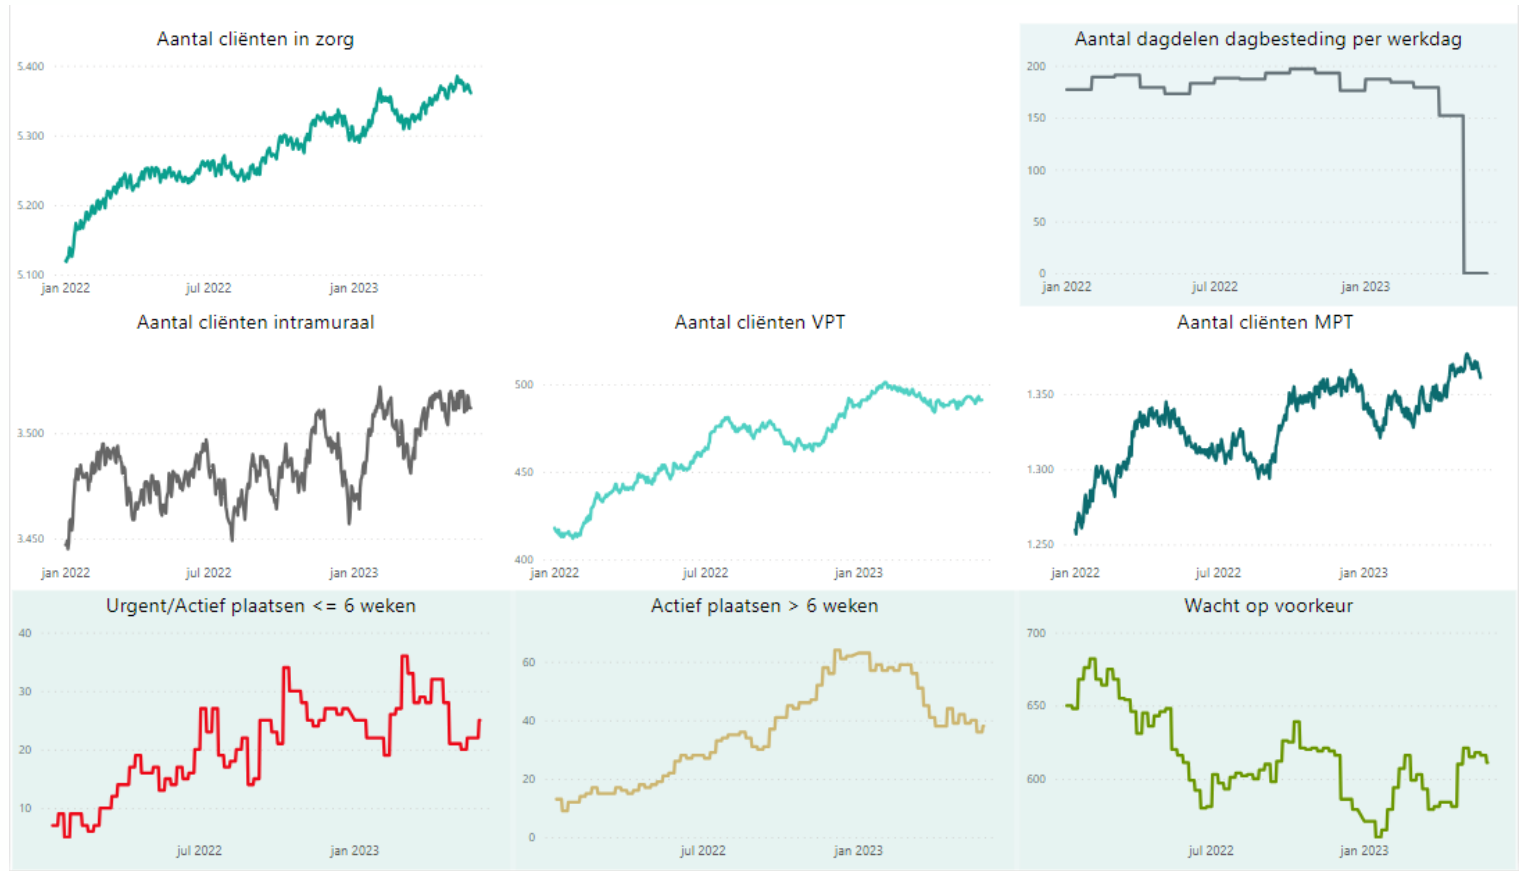 Aantal cliënten in zorg
5.400
5.300
5.200
5.100
jan 2022 jul 2022 jan 2023
Aantal dagdelen dagbesteding per werkdag
200
150
100
50
0
jan 2022 jul 2022 jan 2023
Aantal cliënten intramuraal
3.500
3.450
jan 2022 jul 2022 jan 2023
Aantal cliënten VPT
500
450
400
jan 2022 jul 2022 jan 2023
Aantal cliënten MPT
1.350
1.300
1.250
jan 2022 jul 2022 jan 2023
Urgent/Actief plaatsen <= 6 weken
40
30
20
10
jul 2022 jan 2023
Actief plaatsen > 6 weken
60
40
20
0
jul 2022 jan 2023
Wacht op voorkeur
700
650
600
jul 2022 jan 2023